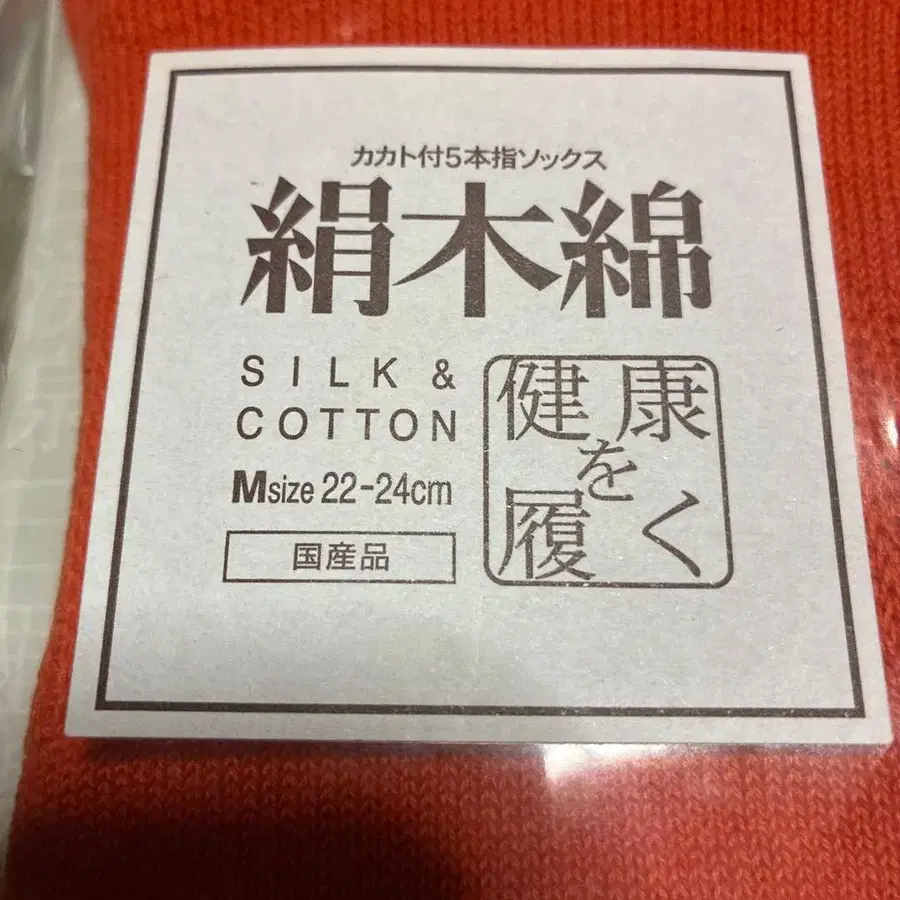 カカト付5本指ソックス
絹木綿
SILK &
COTTON
Msize 22-24cm
国産品
健康
を
履く